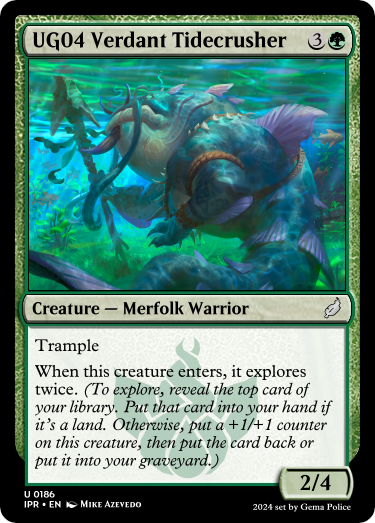 UG04 Verdant Tidecrusher 3
Creature — Merfolk Warrior
Trample
When this creature enters, it explores
twice. (To explore, reveal the top card
of your library. Put that card into your hand if
it's a land. Otherwise, put a +1/+1 counter
on this creature, then put the card back or
put it into your graveyard.)
2/4
U 0186
IPR • EN Mike Azevedo
2024 set by Gema Police